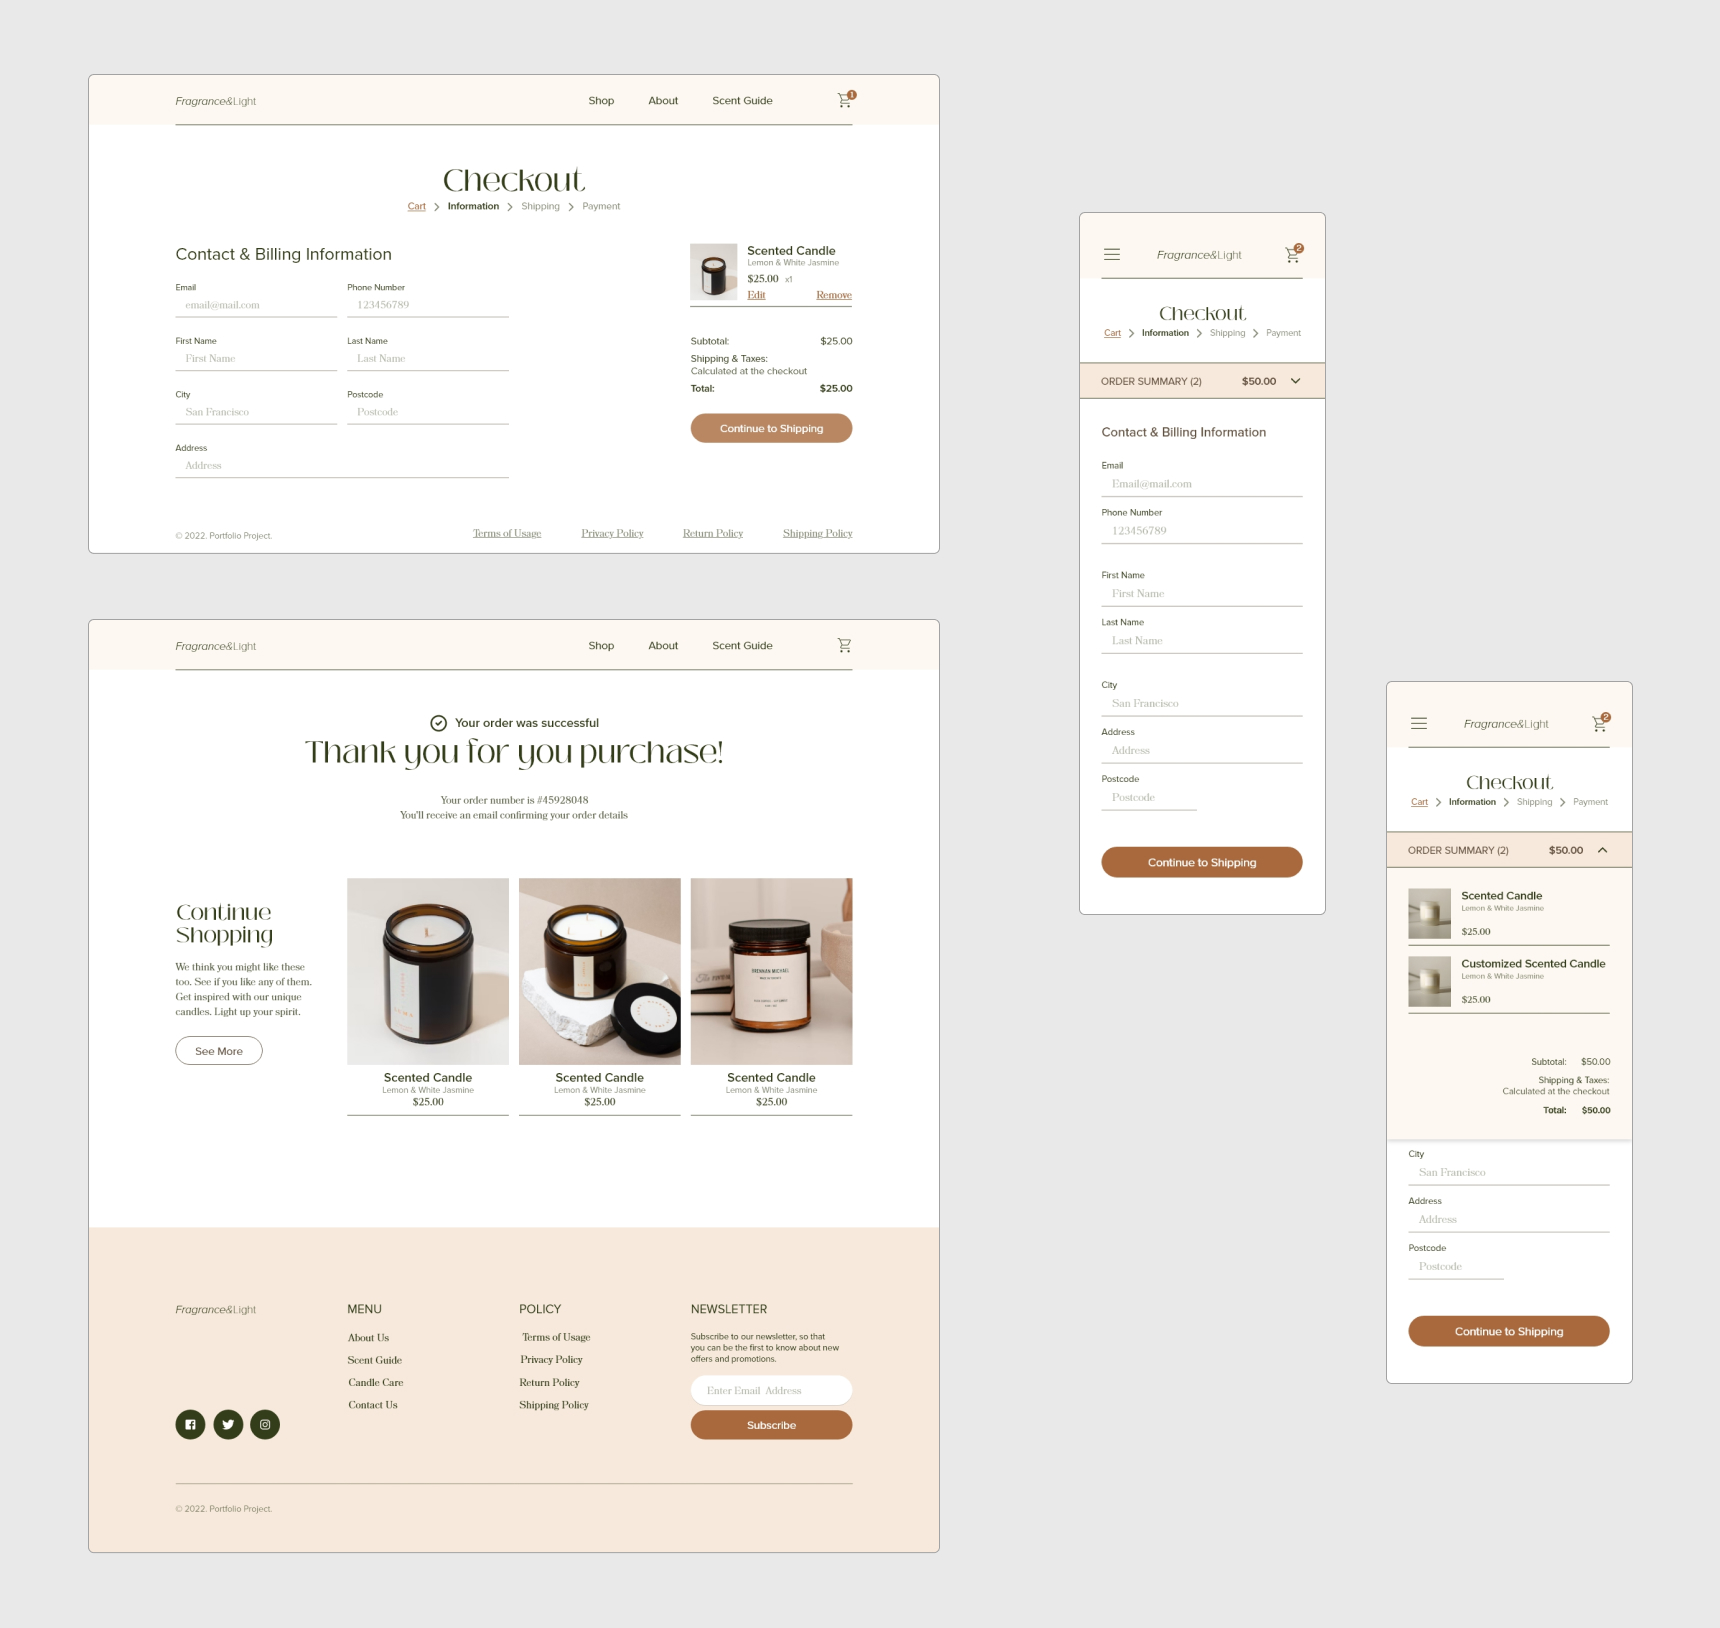 Fragrance&Light
Shop About Scent Guide
1
Checkout
Cart Information Shipping Payment
Contact & Billing Information
Email Phone Number
email@mail.com 123456789
First Name Last Name
First Name Last Name
City Postcode
San Francisco Postcode
Address
Address
Scented Candle
Lemon & White Jasmine
$25.00 x1
Edit Remove
Subtotal: $25.00
Shipping & Taxes:
Calculated at the checkout
Total: $25.00
Continue to Shipping
© 2022. Portfolio Project.
Terms of Usage Privacy Policy Return Policy Shipping Policy
Fragrance&Light
Shop About Scent Guide
Your order was successful
Thank you for you purchase!
Your order number is #45928048
You'll receive an email confirming your order details
Continue
Shopping
We think you might like these
too. See if you like any of them.
Get inspired with our unique
candles. Light up your spirit.
See More
BRENNAN MICHAEL
Scented Candle
Lemon & White Jasmine
$25.00
Scented Candle
Lemon & White Jasmine
$25.00
Scented Candle
Lemon & White Jasmine
$25.00
Fragrance&Light
MENU
About Us
Scent Guide
Candle Care
Contact Us
POLICY
Terms of Usage
Privacy Policy
Return Policy
Shipping Policy
NEWSLETTER
Subscribe to our newsletter, so that
you can be the first to know about new
offers and promotions.
Enter Email Address
Subscribe
© 2022. Portfolio Project.
Fragrance&Light
2
Checkout
Cart Information Shipping Payment
ORDER SUMMARY (2) $50.00
Contact & Billing Information
Email
Email@mail.com
Phone Number
123456789
First Name
First Name
Last Name
Last Name
City
San Francisco
Address
Address
Postcode
Postcode
Continue to Shipping
Fragrance&Light
2
Checkout
Cart Information Shipping Payment
ORDER SUMMARY (2) $50.00
Scented Candle
Lemon & White Jasmine
$25.00
Customized Scented Candle
Lemon & White Jasmine
$25.00
Subtotal: $50.00
Shipping & Taxes:
Calculated at the checkout
Total: $50.00
City
San Francisco
Address
Address
Postcode
Postcode
Continue to Shipping